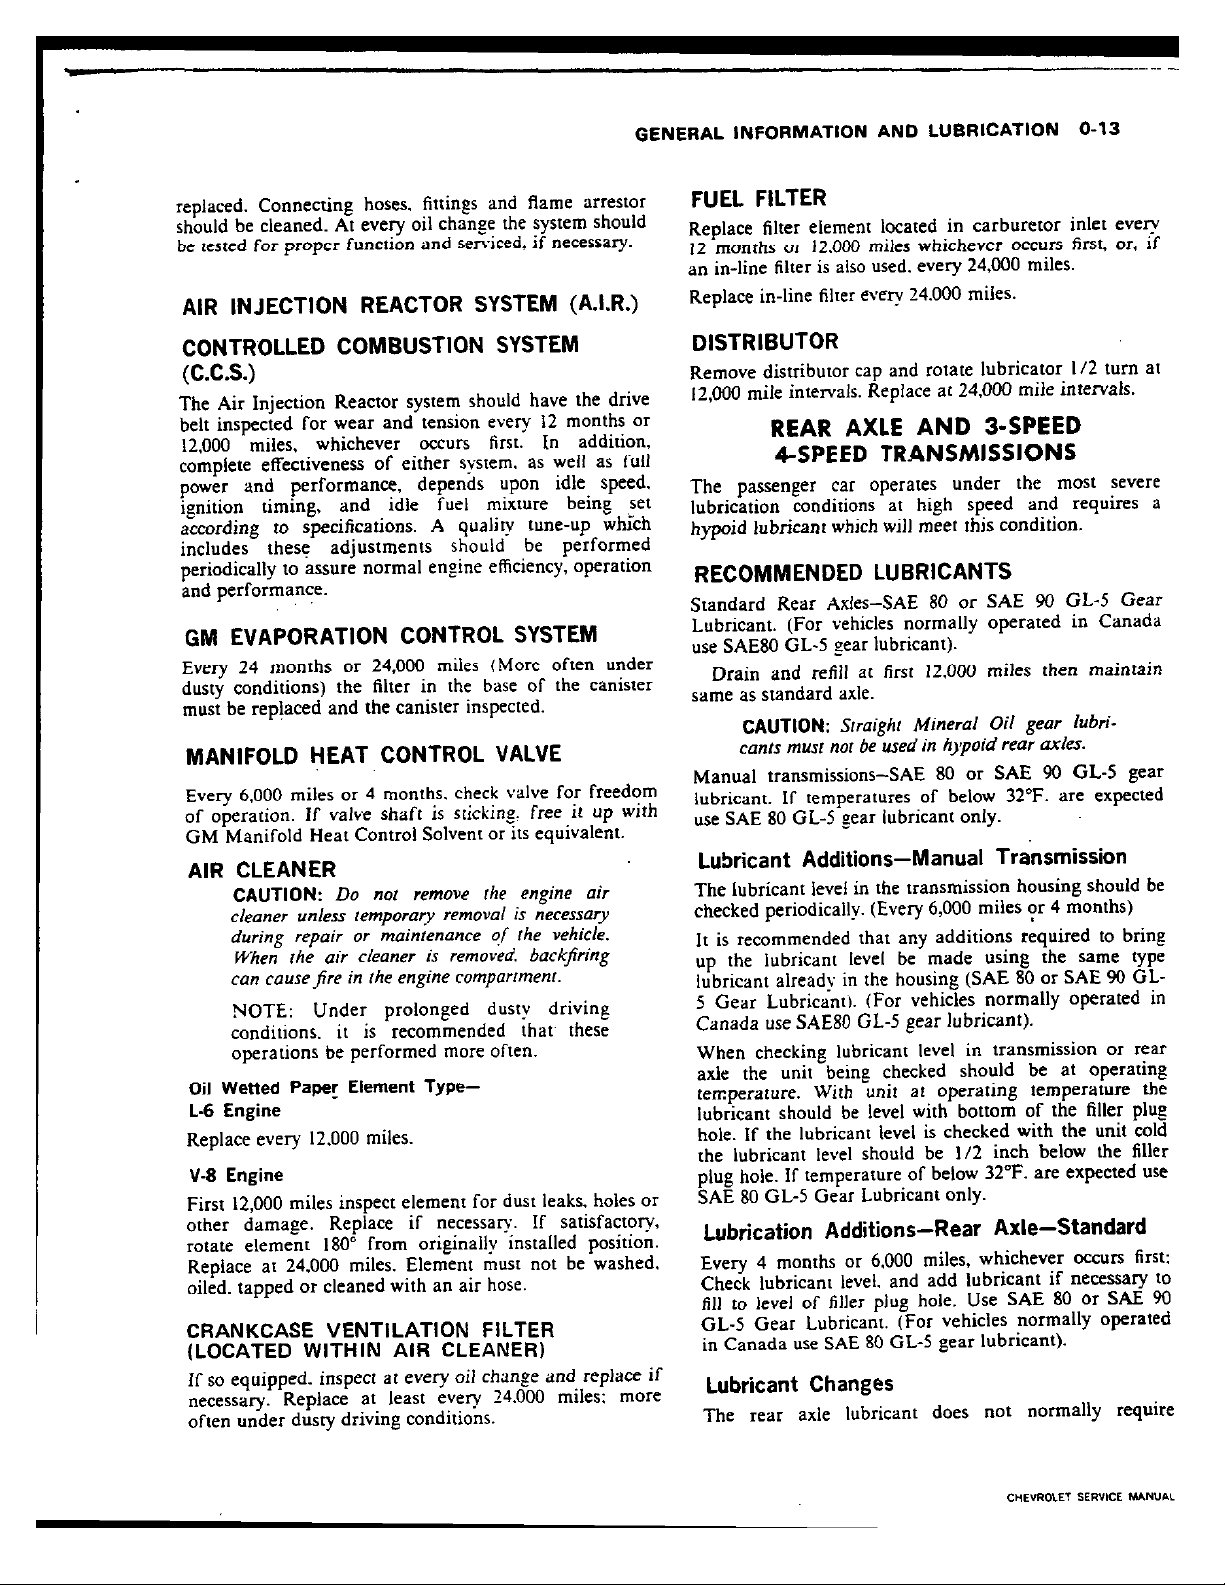 GENERAL INFORMATION AND LUBRICATION 0-13
replaced. Connecting hoses, fittings and flame arrestor
should be cleaned. At every oil change the system should
be tested for proper function and serviced, if necessary.
AIR INJECTION REACTOR SYSTEM (A.I.R.)
CONTROLLED COMBUSTION SYSTEM
(C.C.S.)
The Air Injection Reactor system should have the drive
belt inspected for wear and tension every 12 months or
12,000 miles, whichever occurs first. In addition,
complete effectiveness of either system, as well as full
power and performance, depends upon idle speed,
ignition timing, and idle fuel mixture being set
according to specifications. A quality tune-up which
includes these adjustments should be performed
periodically to assure normal engine efficiency, operation
and performance.
GM EVAPORATION CONTROL SYSTEM
Every 24 months or 24,000 miles (More often under
dusty conditions) the filter in the base of the canister
must be replaced and the canister inspected.
MANIFOLD HEAT CONTROL VALVE
Every 6,000 miles or 4 months, check valve for freedom
of operation. If valve shaft is sticking, free it up with
GM Manifold Heat Control Solvent or its equivalent.
AIR CLEANER
CAUTION: Do not remove the engine air
cleaner unless temporary removal is necessary
during repair or maintenance of the vehicle.
When the air cleaner is removed, backfiring
can cause fire in the engine compartment.
NOTE: Under prolonged dusty driving
conditions, it is recommended that these
operations be performed more often.
Oil Wetted Paper Element Type—
L-6 Engine
Replace every 12,000 miles.
V-8 Engine
First 12,000 miles inspect element for dust leaks, holes or
other damage. Replace if necessary. If satisfactory,
rotate element 180° from originally installed position.
Replace at 24,000 miles. Element must not be washed,
oiled, tapped or cleaned with an air hose.
CRANKCASE VENTILATION FILTER
(LOCATED WITHIN AIR CLEANER)
If so equipped, inspect at every oil change and replace if
necessary. Replace at least every 24,000 miles; more
often under dusty driving conditions.
FUEL FILTER
Replace filter element located in carburetor inlet every
12 months or 12,000 miles whichever occurs first, or, if
an in-line filter is also used, every 24,000 miles.
Replace in-line filter every 24,000 miles.
DISTRIBUTOR
Remove distributor cap and rotate lubricator 1/2 turn at
12,000 mile intervals. Replace at 24,000 mile intervals.
REAR AXLE AND 3-SPEED
4-SPEED TRANSMISSIONS
The passenger car operates under the most severe
lubrication conditions at high speed and requires a
hypoid lubricant which will meet this condition.
RECOMMENDED LUBRICANTS
Standard Rear Axles—SAE 80 or SAE 90 GL-5 Gear
Lubricant. (For vehicles normally operated in Canada
use SAE80 GL-5 gear lubricant).
Drain and refill at first 12,000 miles then maintain
same as standard axle.
CAUTION: Straight Mineral Oil gear lubri-
cants must not be used in hypoid rear axles.
Manual transmissions—SAE 80 or SAE 90 GL-5 gear
lubricant. If temperatures of below 32°F. are expected
use SAE 80 GL-5 gear lubricant only.
Lubricant Additions—Manual Transmission
The lubricant level in the transmission housing should be
checked periodically. (Every 6,000 miles or 4 months)
It is recommended that any additions required to bring
up the lubricant level be made using the same type
lubricant already in the housing (SAE 80 or SAE 90 GL-
5 Gear Lubricant). (For vehicles normally operated in
Canada use SAE80 GL-5 gear lubricant).
When checking lubricant level in transmission or rear
axle the unit being checked should be at operating
temperature. With unit at operating temperature the
lubricant should be level with bottom of the filler plug
hole. If the lubricant level is checked with the unit cold
the lubricant level should be 1/2 inch below the filler
plug hole. If temperature of below 32°F. are expected use
SAE 80 GL-5 Gear Lubricant only.
Lubrication Additions—Rear Axle—Standard
Every 4 months or 6,000 miles, whichever occurs first;
Check lubricant level, and add lubricant if necessary to
fill to level of filler plug hole. Use SAE 80 or SAE 90
GL-5 Gear Lubricant. (For vehicles normally operated
in Canada use SAE 80 GL-5 gear lubricant).
Lubricant Changes
The rear axle lubricant does not normally require
CHEVROLET SERVICE MANUAL